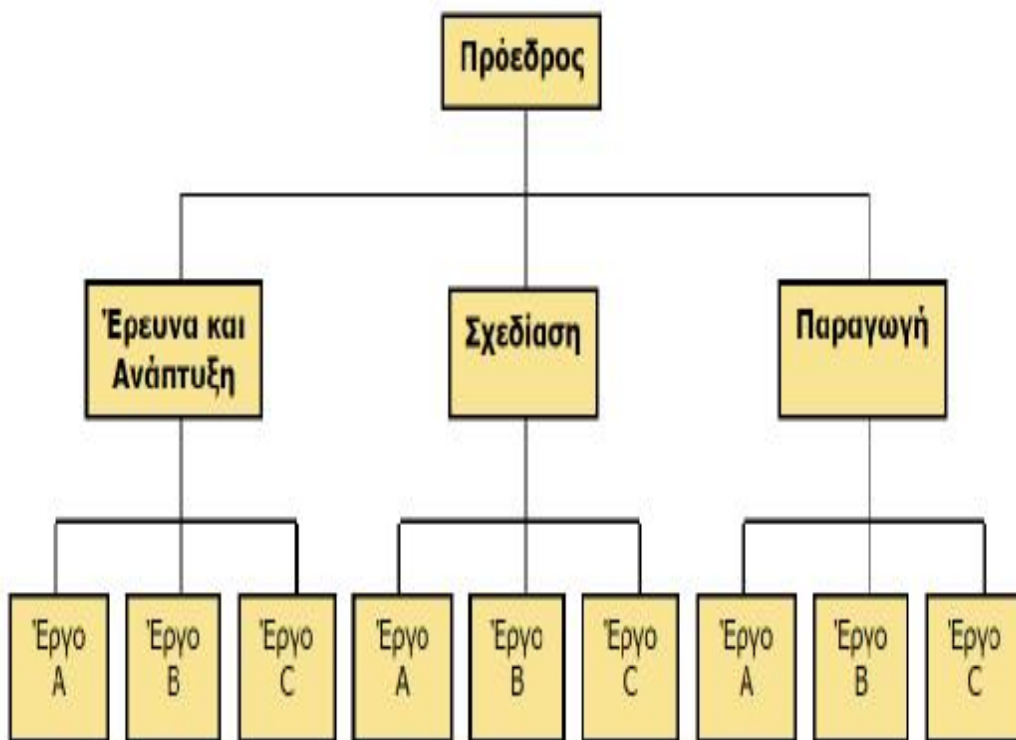 Πρόεδρος
Έρευνα και
Ανάπτυξη
Σχεδίαση
Παραγωγή
Έργο
A
Έργο
B
Έργο
C
Έργο
A
Έργο
B
Έργο
C
Έργο
A
Έργο
B
Έργο
C